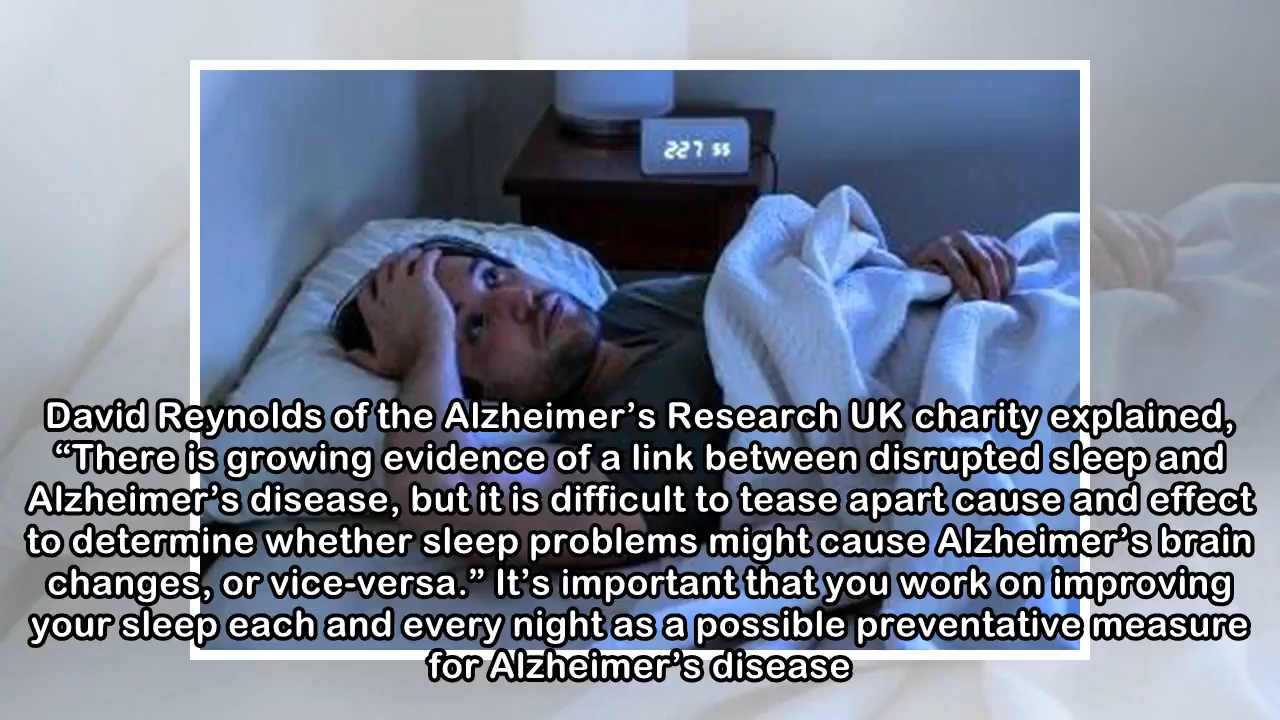 227 55
David Reynolds of the Alzheimer’s Research UK charity explained,
“There is growing evidence of a link between disrupted sleep and
Alzheimer’s disease, but it is difficult to tease apart cause and effect
to determine whether sleep problems might cause Alzheimer’s brain
changes, or vice-versa.” It’s important that you work on improving
your sleep each and every night as a possible preventative measure
for Alzheimer’s disease